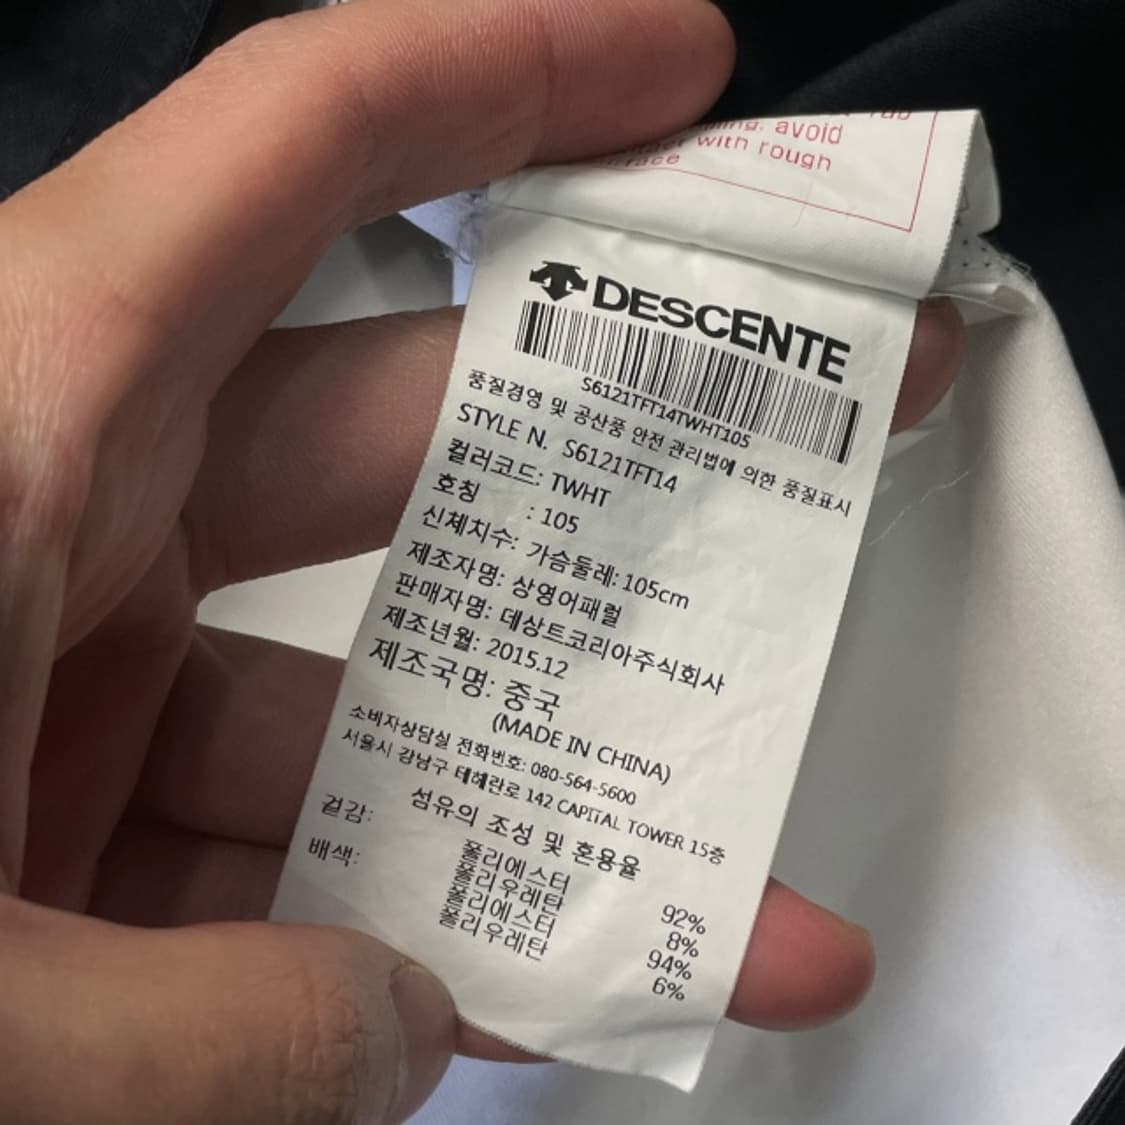 avoid
with rough
DESCENTE
S6121TFT14TWHT105
품질경영 및 공산품 안전 관리법에 의한 품질표시
STYLE N. S6121TFT14
컬러코드: TWHT
호칭 : 105
신체치수: 가슴둘레: 105cm
제조자명: 상영어패럴
판매자명: 데상트코리아주식회사
제조년월: 2015.12
제조국명: 중국
(MADE IN CHINA)
소비자상담실 전화번호: 080-564-5600
서울시 강남구 테헤란로 142 CAPITAL TOWER 15층
섬유의 조성 및 혼용율
겉감: 폴리에스터 92%
폴리우레탄 8%
배색: 폴리에스터 94%
폴리우레탄 6%